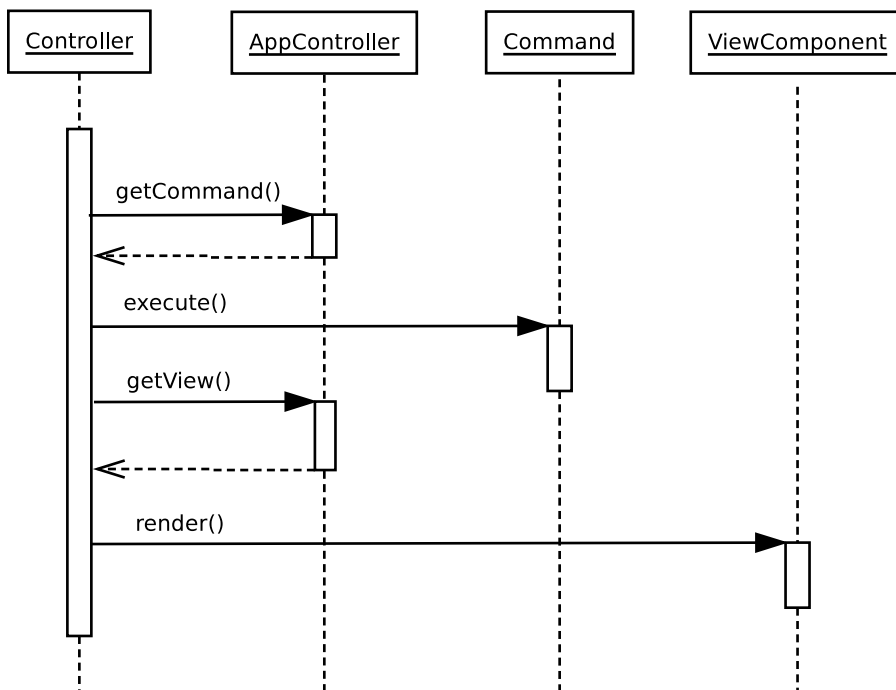 Controller
AppController
Command
ViewComponent
getCommand()
execute()
getView()
render()